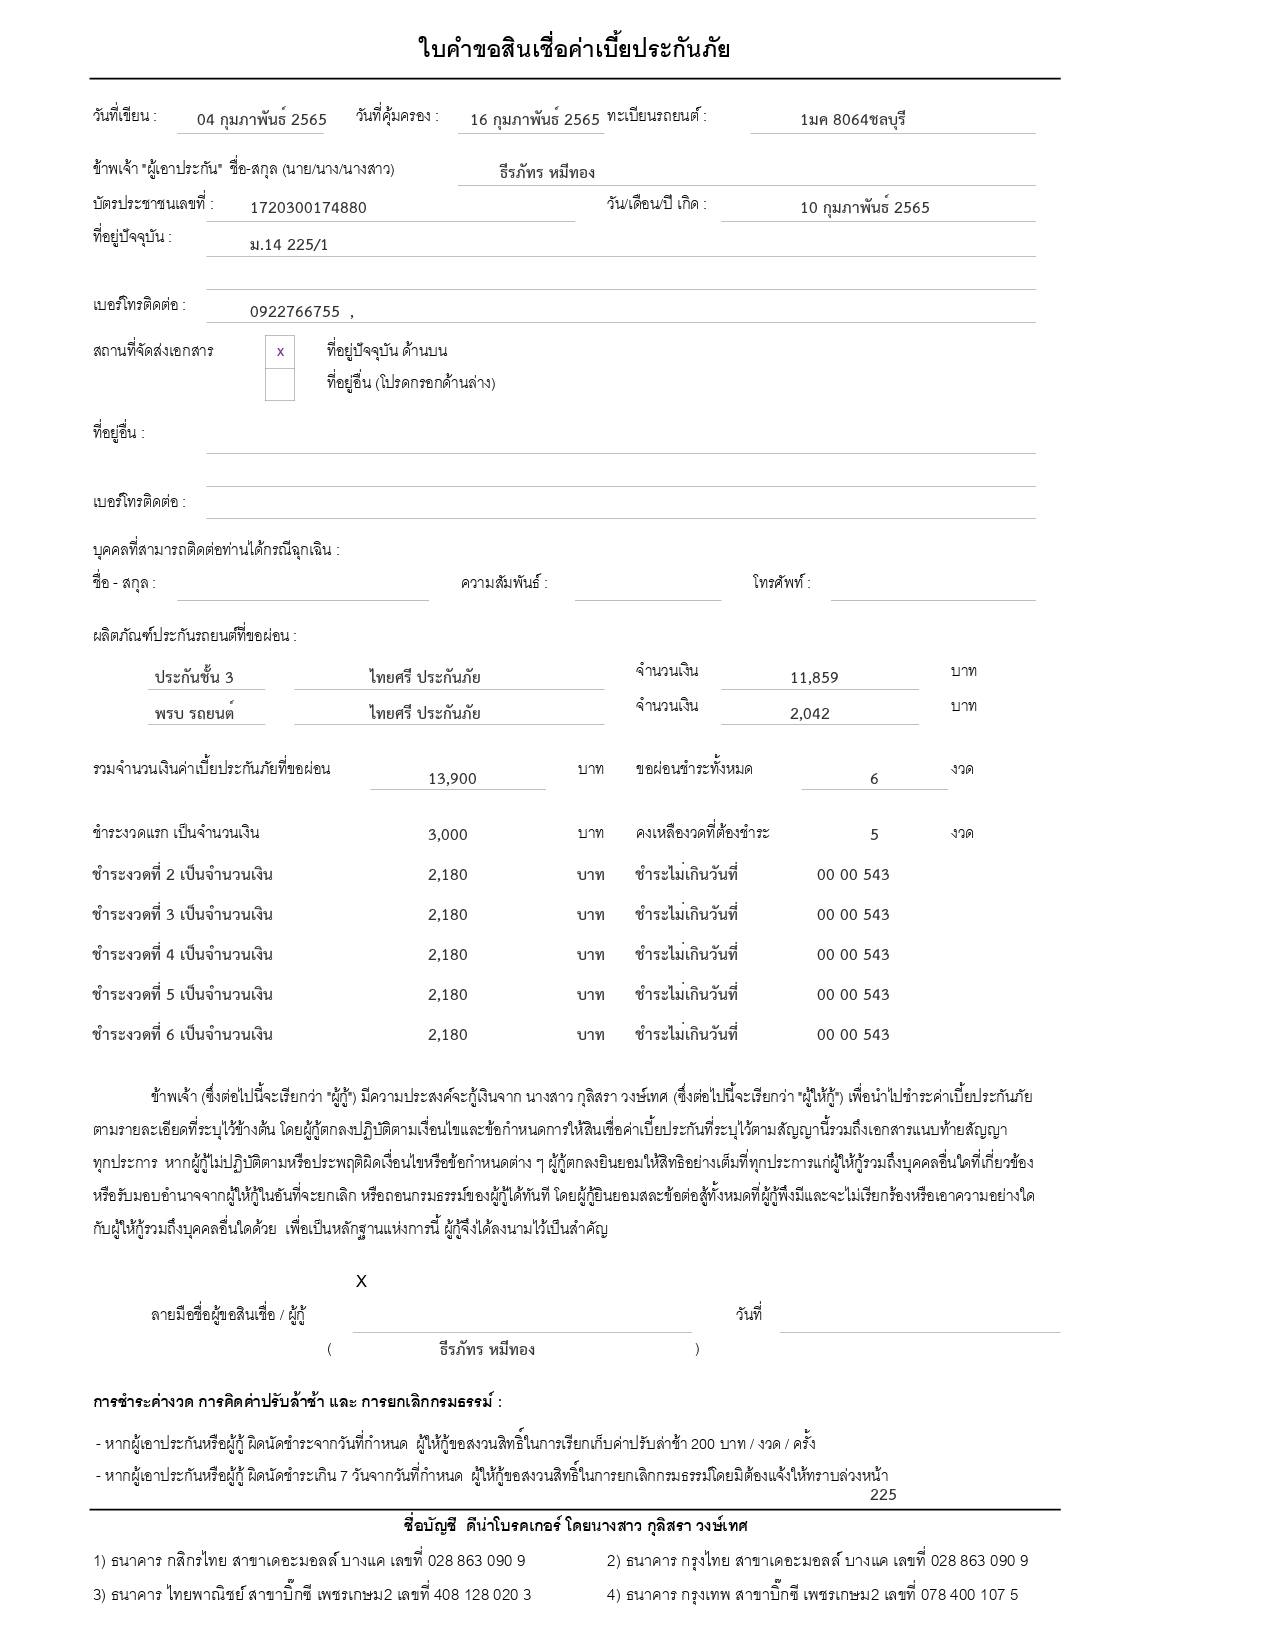 ใบคำขอสินเชื่อค่าเบี้ยประกันภัย
วันที่เขียน : 04 กุมภาพันธ์ 2565 วันที่คุ้มครอง : 16 กุมภาพันธ์ 2565 ทะเบียนรถยนต์ : 1มค 8064ชลบุรี
ข้าพเจ้า "ผู้เอาประกัน" ชื่อ-สกุล (นาย/นาง/นางสาว) ธีรภัทร หมีทอง
บัตรประชาชนเลขที่ : 1720300174880 วัน/เดือน/ปี เกิด : 10 กุมภาพันธ์ 2565
ที่อยู่ปัจจุบัน : ม.14 225/1
เบอร์โทรติดต่อ : 0922766755 ,
สถานที่จัดส่งเอกสาร x ที่อยู่ปัจจุบัน ด้านบน
ที่อยู่อื่น (โปรดกรอกด้านล่าง)
ที่อยู่อื่น :
เบอร์โทรติดต่อ :
บุคคลที่สามารถติดต่อท่านได้กรณีฉุกเฉิน :
ชื่อ - สกุล : ความสัมพันธ์ : โทรศัพท์ :
ผลิตภัณฑ์ประกันรถยนต์ที่ขอผ่อน :
ประกันชั้น 3 ไทยศรี ประกันภัย จำนวนเงิน 11,859 บาท
พรบ รถยนต์ ไทยศรี ประกันภัย จำนวนเงิน 2,042 บาท
รวมจำนวนเงินค่าเบี้ยประกันภัยที่ขอผ่อน 13,900 บาท ขอผ่อนชำระทั้งหมด 6 งวด
ชำระงวดแรก เป็นจำนวนเงิน 3,000 บาท คงเหลืองวดที่ต้องชำระ 5 งวด
ชำระงวดที่ 2 เป็นจำนวนเงิน 2,180 บาท ชำระไม่เกินวันที่ 00 00 543
ชำระงวดที่ 3 เป็นจำนวนเงิน 2,180 บาท ชำระไม่เกินวันที่ 00 00 543
ชำระงวดที่ 4 เป็นจำนวนเงิน 2,180 บาท ชำระไม่เกินวันที่ 00 00 543
ชำระงวดที่ 5 เป็นจำนวนเงิน 2,180 บาท ชำระไม่เกินวันที่ 00 00 543
ชำระงวดที่ 6 เป็นจำนวนเงิน 2,180 บาท ชำระไม่เกินวันที่ 00 00 543
ข้าพเจ้า (ซึ่งต่อไปนี้จะเรียกว่า "ผู้กู้") มีความประสงค์จะกู้เงินจาก นางสาว กุลิสรา วงษ์เทศ (ซึ่งต่อไปนี้จะเรียกว่า "ผู้ให้กู้") เพื่อนำไปชำระค่าเบี้ยประกันภัย
ตามรายละเอียดที่ระบุไว้ข้างต้น โดยผู้กู้ตกลงปฏิบัติตามเงื่อนไขและข้อกำหนดการให้สินเชื่อค่าเบี้ยประกันที่ระบุไว้ตามสัญญานี้รวมถึงเอกสารแนบท้ายสัญญา
ทุกประการ หากผู้กู้ไม่ปฏิบัติตามหรือประพฤติผิดเงื่อนไขหรือข้อกำหนดต่าง ๆ ผู้กู้ตกลงยินยอมให้สิทธิอย่างเต็มที่ทุกประการแก่ผู้ให้กู้รวมถึงบุคคลอื่นใดที่เกี่ยวข้อง
หรือรับมอบอำนาจจากผู้ให้กู้ในอันที่จะยกเลิก หรือถอนกรมธรรม์ของผู้กู้ได้ทันที โดยผู้กู้ยินยอมสละข้อต่อสู้ทั้งหมดที่ผู้กู้พึงมีและจะไม่เรียกร้องหรือเอาความอย่างใด
กับผู้ให้กู้รวมถึงบุคคลอื่นใดด้วย เพื่อเป็นหลักฐานแห่งการนี้ ผู้กู้จึงได้ลงนามไว้เป็นสำคัญ
X
ลายมือชื่อผู้ขอสินเชื่อ / ผู้กู้ วันที่
( ธีรภัทร หมีทอง )
การชำระค่างวด การคิดค่าปรับล้าช้า และ การยกเลิกกรมธรรม์ :
- หากผู้เอาประกันหรือผู้กู้ ผิดนัดชำระจากวันที่กำหนด ผู้ให้กู้ขอสงวนสิทธิ์ในการเรียกเก็บค่าปรับล่าช้า 200 บาท / งวด / ครั้ง
- หากผู้เอาประกันหรือผู้กู้ ผิดนัดชำระเกิน 7 วันจากวันที่กำหนด ผู้ให้กู้ขอสงวนสิทธิ์ในการยกเลิกกรมธรรม์โดยมิต้องแจ้งให้ทราบล่วงหน้า
225
ชื่อบัญชี ดีน่าโบรคเกอร์ โดยนางสาว กุลิสรา วงษ์เทศ
1) ธนาคาร กสิกรไทย สาขาเดอะมอลล์ บางแค เลขที่ 028 863 090 9 2) ธนาคาร กรุงไทย สาขาเดอะมอลล์ บางแค เลขที่ 028 863 090 9
3) ธนาคาร ไทยพาณิชย์ สาขาบิ๊กซี เพชรเกษม2 เลขที่ 408 128 020 3 4) ธนาคาร กรุงเทพ สาขาบิ๊กซี เพชรเกษม2 เลขที่ 078 400 107 5